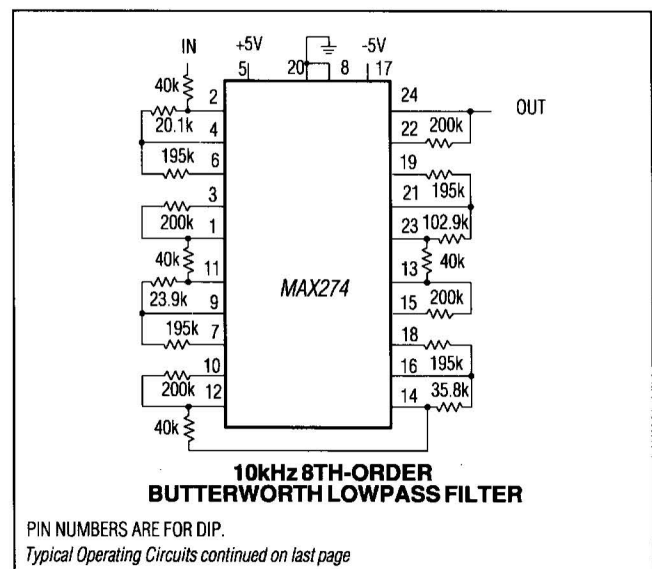 IN +5V -5V
5 20 8 17
40k
2 24 OUT
20.1k 4 22 200k
195k 6 19 195k
3 21
200k 1 23 102.9k
40k 11 13 40k
23.9k 9 MAX274 15 200k
195k 7 18 195k
10 16
200k 12 14 35.8k
40k
10kHz 8TH-ORDER
BUTTERWORTH LOWPASS FILTER
PIN NUMBERS ARE FOR DIP.
Typical Operating Circuits continued on last page